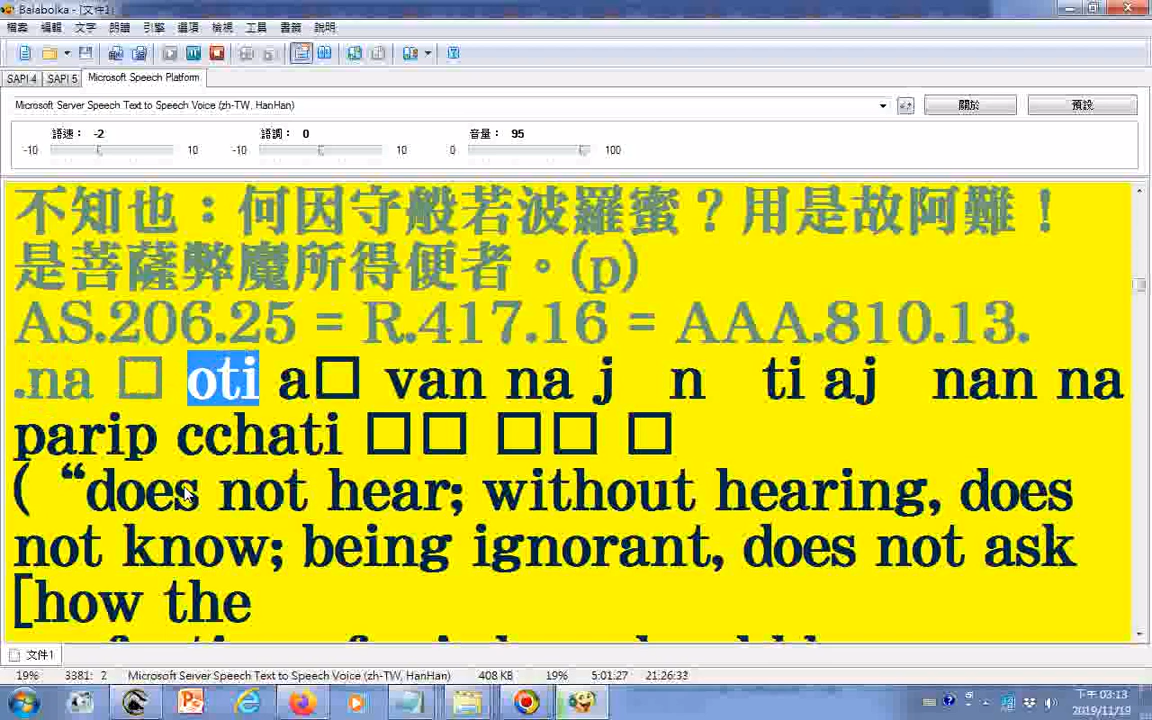 Balabolka - [文件1]
檔案 編輯 文字 朗讀 引擎 選項 檢視 工具 書籤 說明
SAPI 4 SAPI 5 Microsoft Speech Platform
Microsoft Server Speech Text to Speech Voice (zh-TW, HanHan) 關於 預設
語速： -2 語調： 0 音量： 95
-10 10 -10 10 0 100
不知也：何因守般若波羅蜜？用是故阿難！
是菩薩弊魔所得便者。(p)
AS.206.25 = R.417.16 = AAA.810.13.
.na □ oti a□ van na j n ti aj nan na
parip cchati □□ □□ □
( “does not hear; without hearing, does
not know; being ignorant, does not ask
[how the
文件1
19% 3381: 2 Microsoft Server Speech Text to Speech Voice (zh-TW, HanHan) 408 KB 19% 5:01.27 21:26:33
下午 03:13
2019/11/19